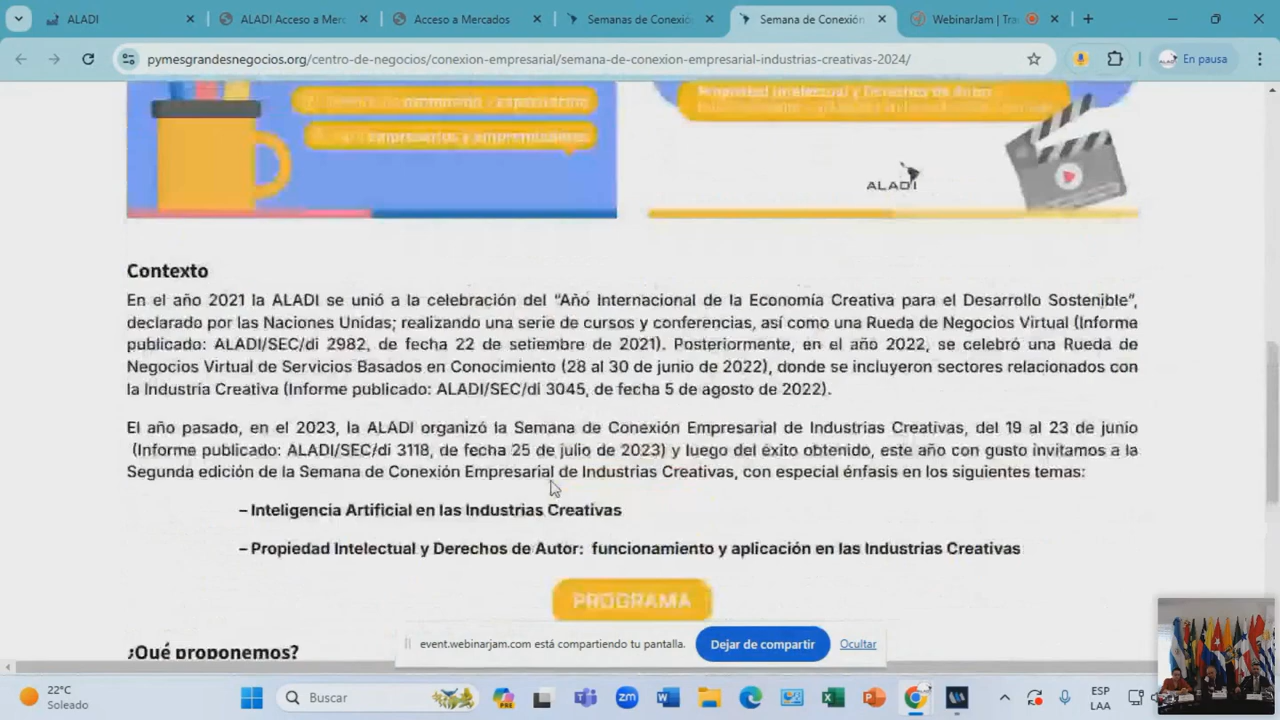 ALADI
ALADI Acceso a Merc
Acceso a Mercados
Semanas de Conexió
Semana de Conexión
WebinarJam | Tra
pymesgrandesnegocios.org/centro-de-negocios/conexion-empresarial/semana-de-conexion-empresarial-industrias-creativas-2024/
En pausa
empresarios y emprendedores
Propiedad Intelectual y Derechos de Autor
ALADI
Contexto
En el año 2021 la ALADI se unió a la celebración del “Año Internacional de la Economía Creativa para el Desarrollo Sostenible”,
declarado por las Naciones Unidas; realizando una serie de cursos y conferencias, así como una Rueda de Negocios Virtual (Informe
publicado: ALADI/SEC/di 2982, de fecha 22 de setiembre de 2021). Posteriormente, en el año 2022, se celebró una Rueda de
Negocios Virtual de Servicios Basados en Conocimiento (28 al 30 de junio de 2022), donde se incluyeron sectores relacionados con
la Industria Creativa (Informe publicado: ALADI/SEC/di 3045, de fecha 5 de agosto de 2022).
El año pasado, en el 2023, la ALADI organizó la Semana de Conexión Empresarial de Industrias Creativas, del 19 al 23 de junio
(Informe publicado: ALADI/SEC/di 3118, de fecha 25 de julio de 2023) y luego del éxito obtenido, este año con gusto invitamos a la
Segunda edición de la Semana de Conexión Empresarial de Industrias Creativas, con especial énfasis en los siguientes temas:
– Inteligencia Artificial en las Industrias Creativas
– Propiedad Intelectual y Derechos de Autor: funcionamiento y aplicación en las Industrias Creativas
PROGRAMA
¿Qué proponemos?
event.webinarjam.com está compartiendo tu pantalla.
Dejar de compartir
Ocultar
22°C
Soleado
Buscar
PRE
zm
ESP
LAA